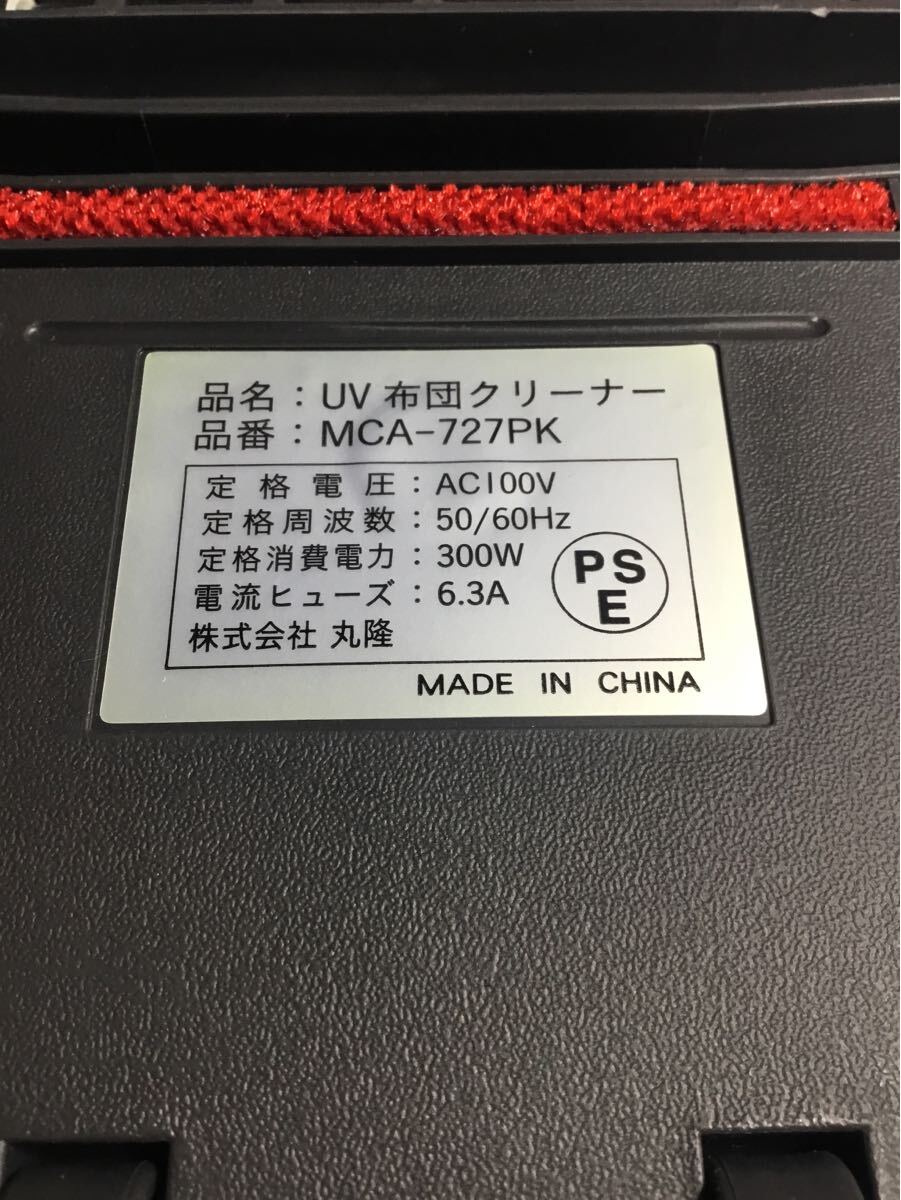 品名：UV 布団クリーナー
品番：MCA-727PK
定格電圧：AC100V
定格周波数：50/60Hz
定格消費電力：300W
電流ヒューズ：6.3A
株式会社 丸隆
PS
E
MADE IN CHINA